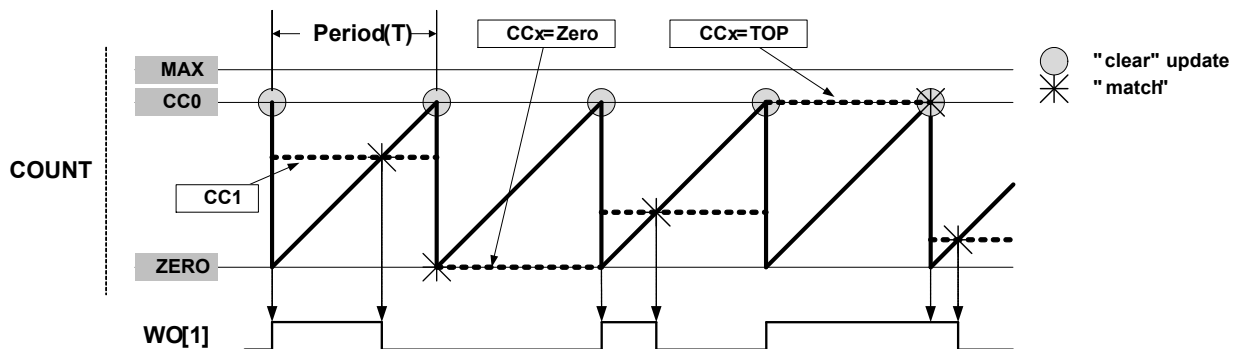 Period(T)
CCx=Zero
CCx=TOP
"clear" update
"match"
MAX
CC0
COUNT
CC1
ZERO
WO[1]